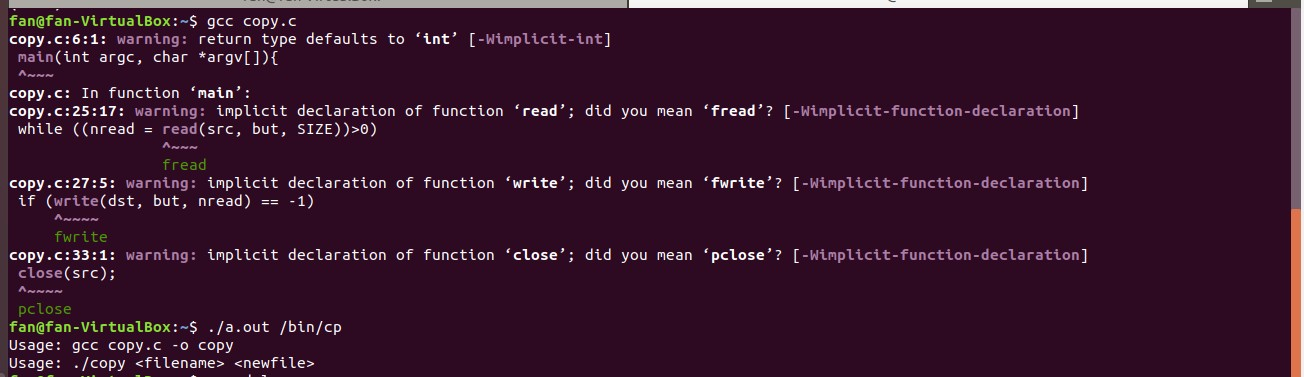 fan@fan-VirtualBox:~$ gcc copy.c
copy.c:6:1: warning: return type defaults to ‘int’ [-Wimplicit-int]
 main(int argc, char *argv[]){
 ^~~~
copy.c: In function ‘main’:
copy.c:25:17: warning: implicit declaration of function ‘read’; did you mean ‘fread’? [-Wimplicit-function-declaration]
 while ((nread = read(src, but, SIZE))>0)
                 ^~~~
                 fread
copy.c:27:5: warning: implicit declaration of function ‘write’; did you mean ‘fwrite’? [-Wimplicit-function-declaration]
 if (write(dst, but, nread) == -1)
     ^~~~~
     fwrite
copy.c:33:1: warning: implicit declaration of function ‘close’; did you mean ‘pclose’? [-Wimplicit-function-declaration]
 close(src);
 ^~~~~
 pclose
fan@fan-VirtualBox:~$ ./a.out /bin/cp
Usage: gcc copy.c -o copy
Usage: ./copy <filename> <newfile>